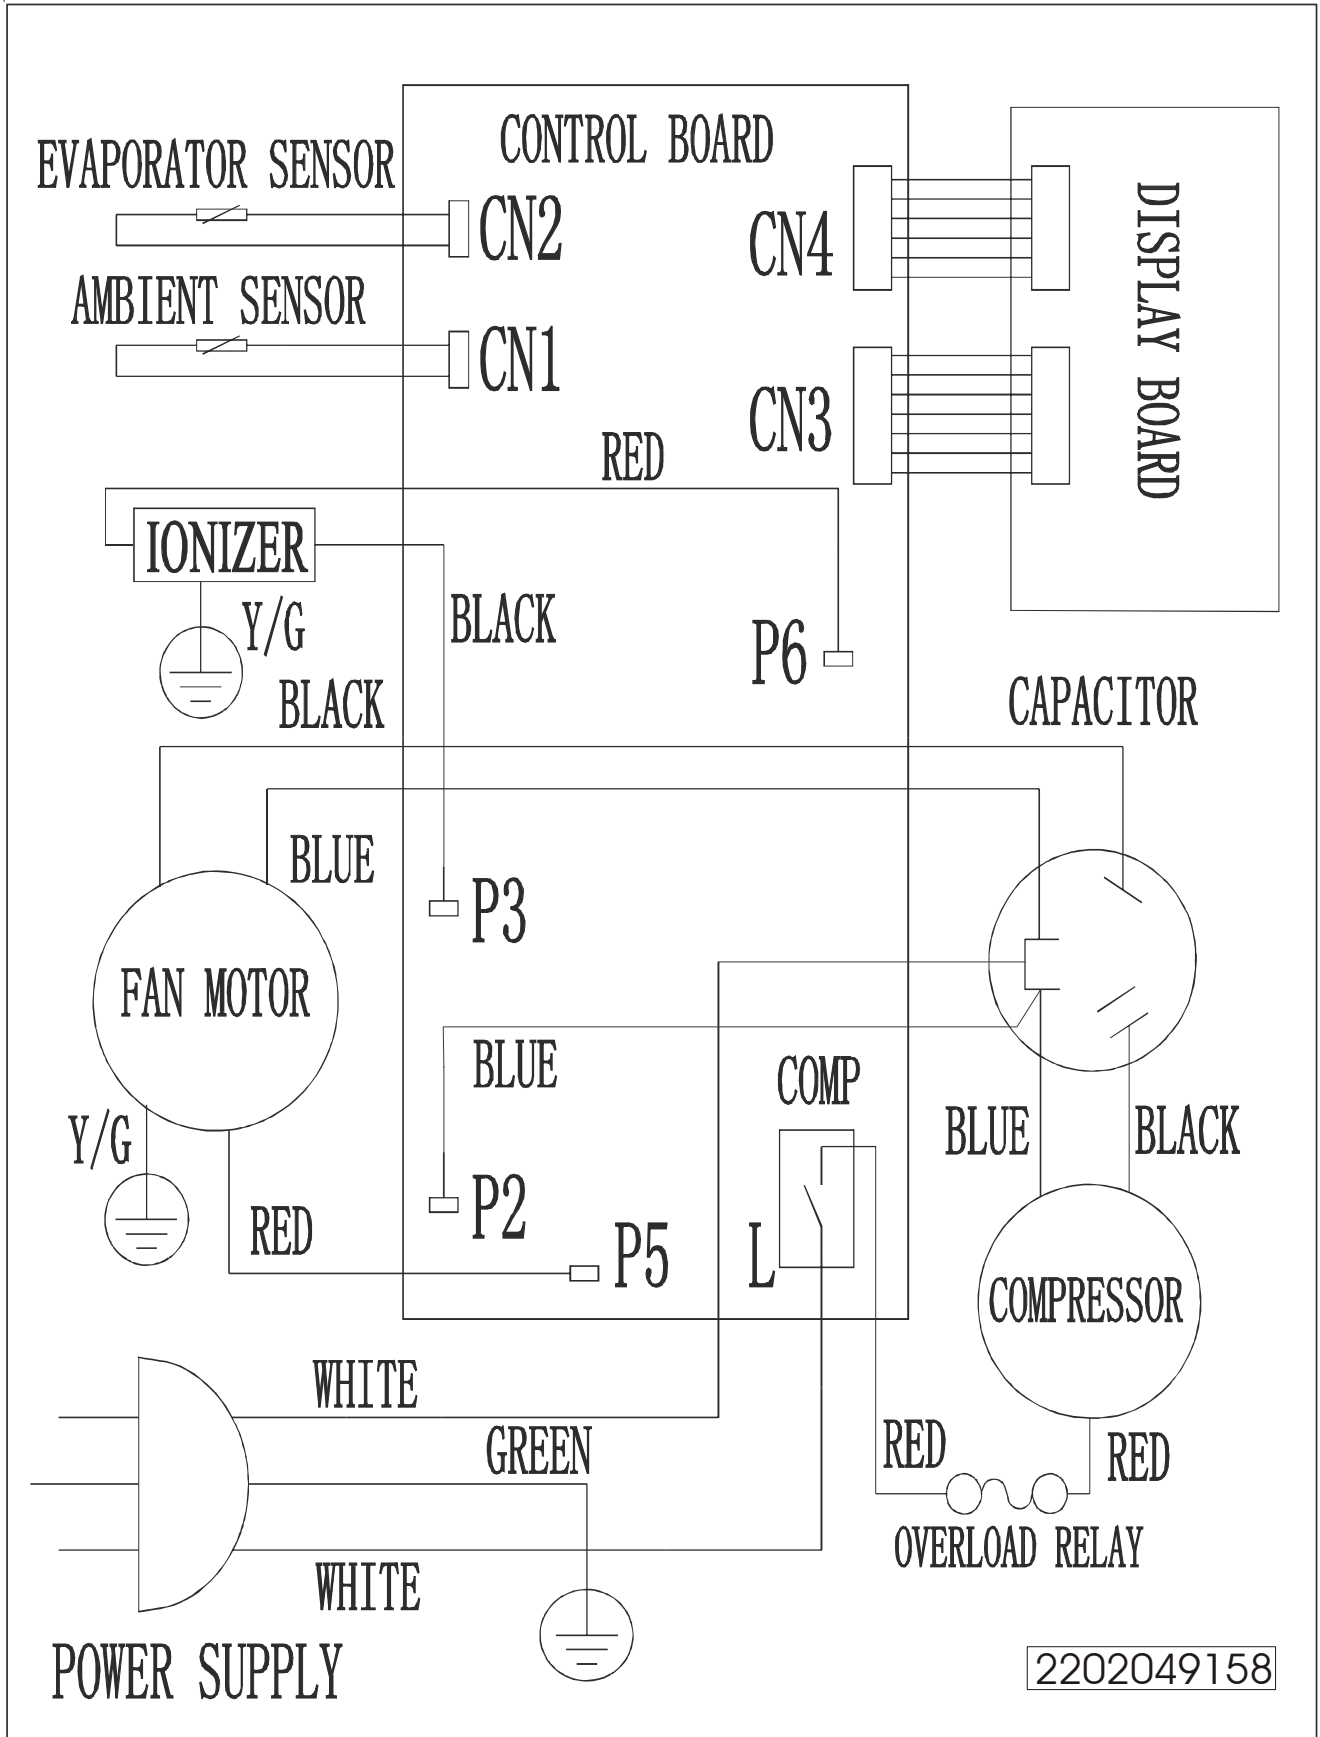 CONTROL BOARD
EVAPORATOR SENSOR
CN2
CN4
DISPLAY BOARD
AMBIENT SENSOR
CN1
CN3
RED
IONIZER
Y/G
BLACK
P6
BLACK
CAPACITOR
BLUE
P3
FAN MOTOR
BLUE
COMP
Y/G
BLUE
BLACK
P2
RED
P5
L
COMPRESSOR
WHITE
GREEN
RED
RED
OVERLOAD RELAY
WHITE
POWER SUPPLY
2202049158